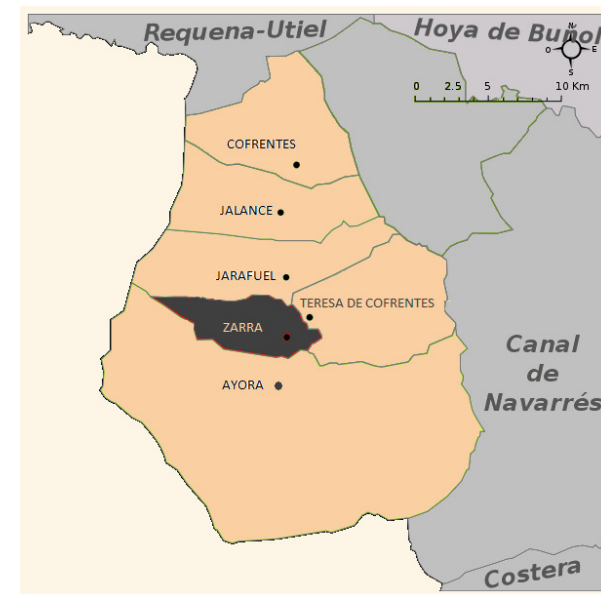 Requena-Utiel
Hoya de Buñol
N
O
E
S
0 2.5 5 10 Km
COFRENTES
JALANCE
JARAFUEL
TERESA DE COFRENTES
ZARRA
Canal
de
Navarrés
AYORA
Costera